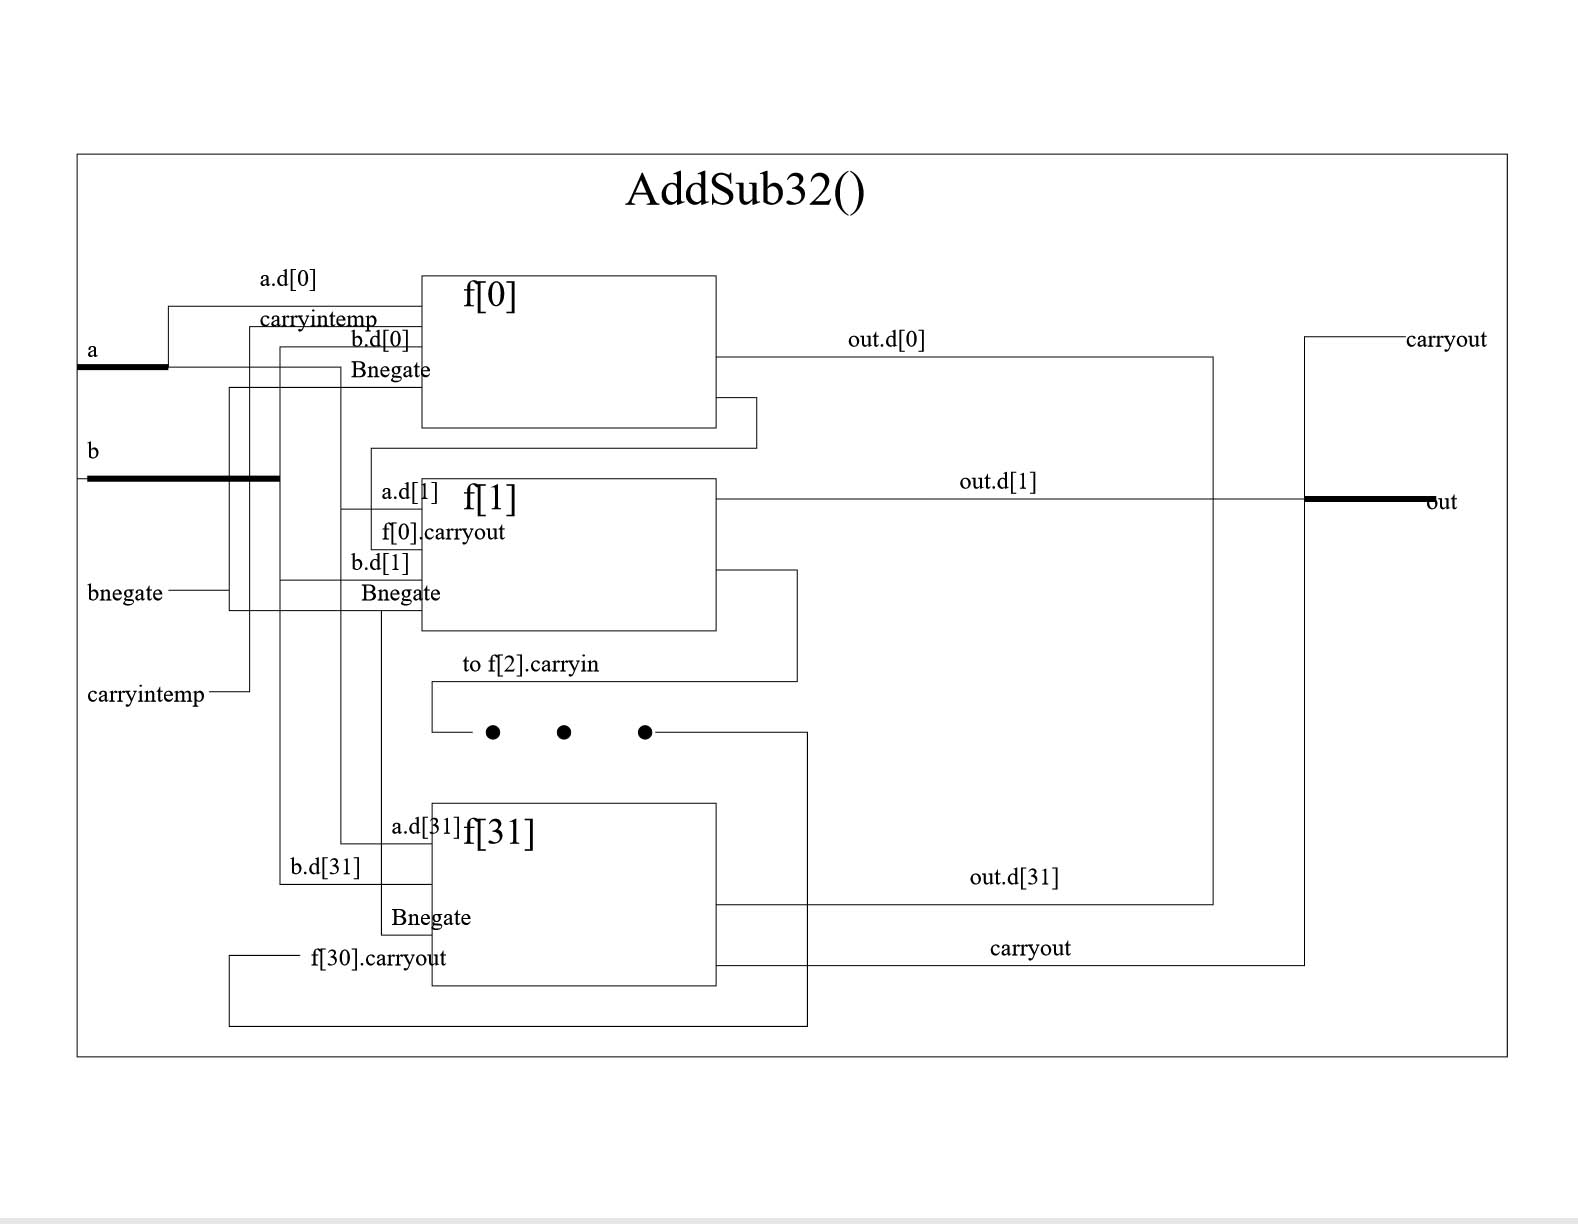 AddSub32()
a.d[0]
f[0]
carryintemp
b.d[0]
out.d[0]
carryout
a
Bnegate
b
a.d[1]
f[1]
out.d[1]
out
f[0].carryout
b.d[1]
bnegate
Bnegate
to f[2].carryin
carryintemp
a.d[31]
f[31]
b.d[31]
out.d[31]
Bnegate
carryout
f[30].carryout